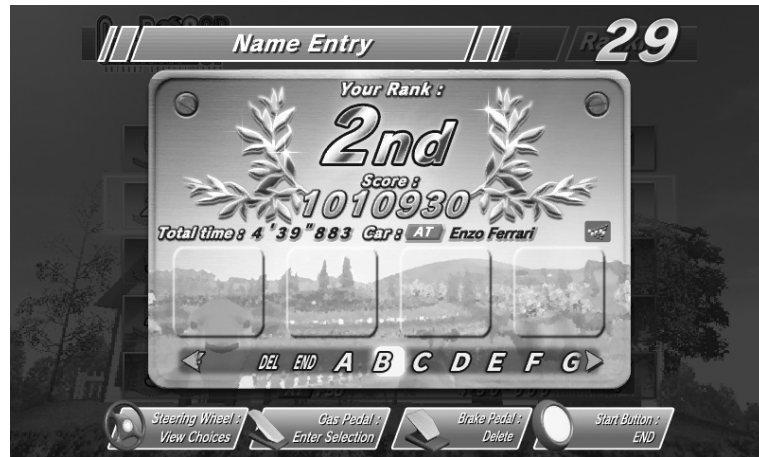 Name Entry
29
Your Rank :
2nd
Score :
1010930
Total time : 4'39"883 Car : AT Enzo Ferrari
DEL END A B C D E F G
Steering Wheel :
View Choices
Gas Pedal :
Enter Selection
Brake Pedal :
Delete
Start Button :
END